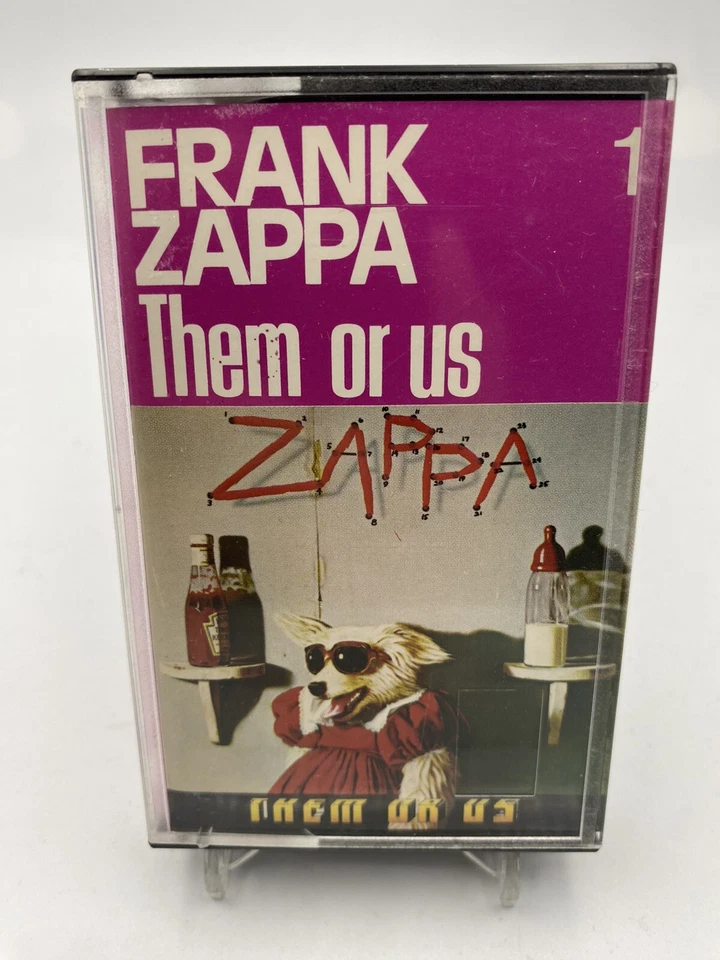 FRANK
1
ZAPPA
Them or us
ZAPPA
THEM OR US